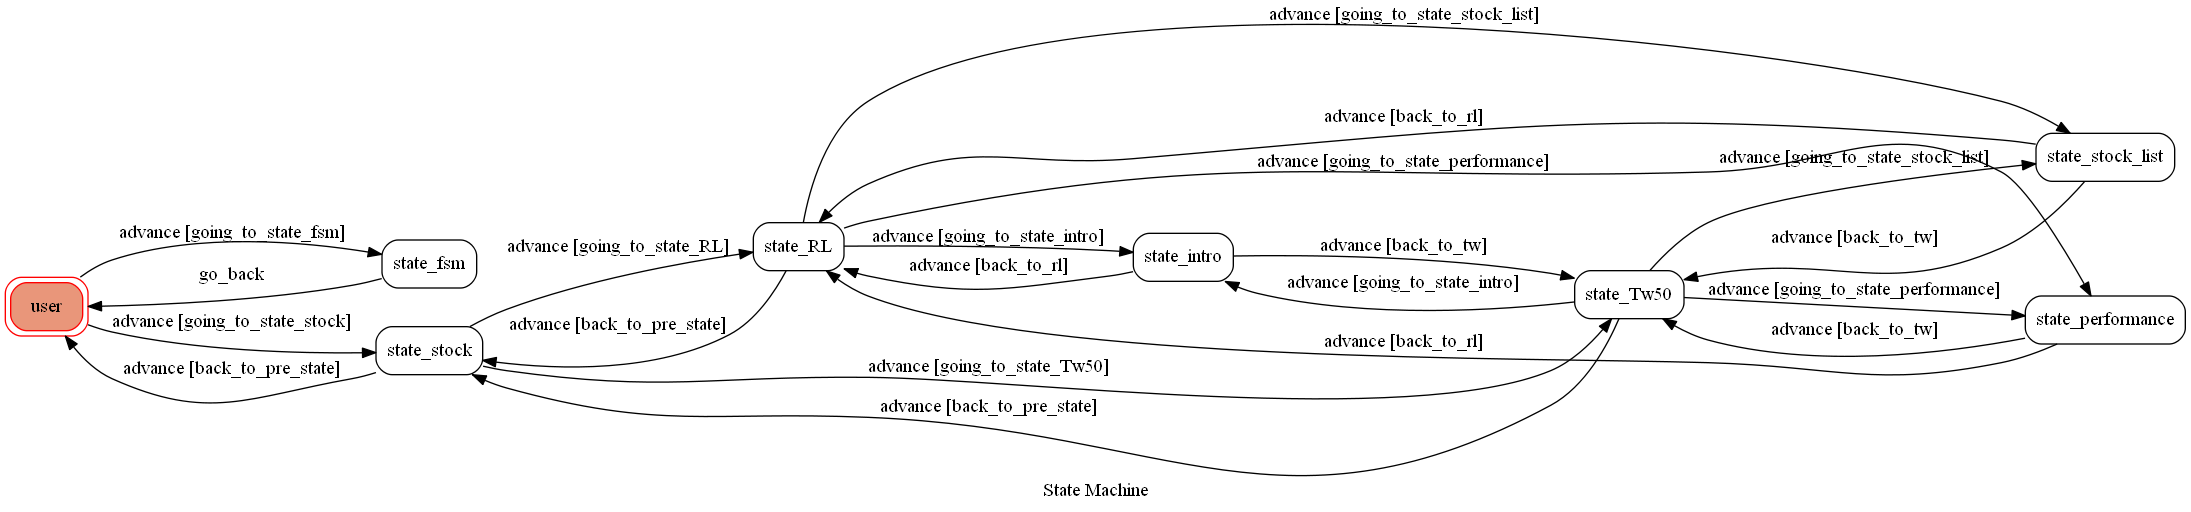 advance [going_to_state_stock_list]
advance [back_to_rl]
advance [going_to_state_performance]
advance [going_to_state_stock_list]
state_stock_list
advance [going_to_state_fsm]
state_fsm
go_back
user
advance [going_to_state_stock]
state_stock
advance [back_to_pre_state]
advance [going_to_state_RL]
state_RL
advance [back_to_pre_state]
advance [going_to_state_intro]
advance [back_to_rl]
state_intro
advance [back_to_tw]
advance [going_to_state_intro]
state_Tw50
advance [back_to_tw]
advance [going_to_state_performance]
state_performance
advance [back_to_tw]
advance [back_to_rl]
advance [going_to_state_Tw50]
advance [back_to_pre_state]
State Machine